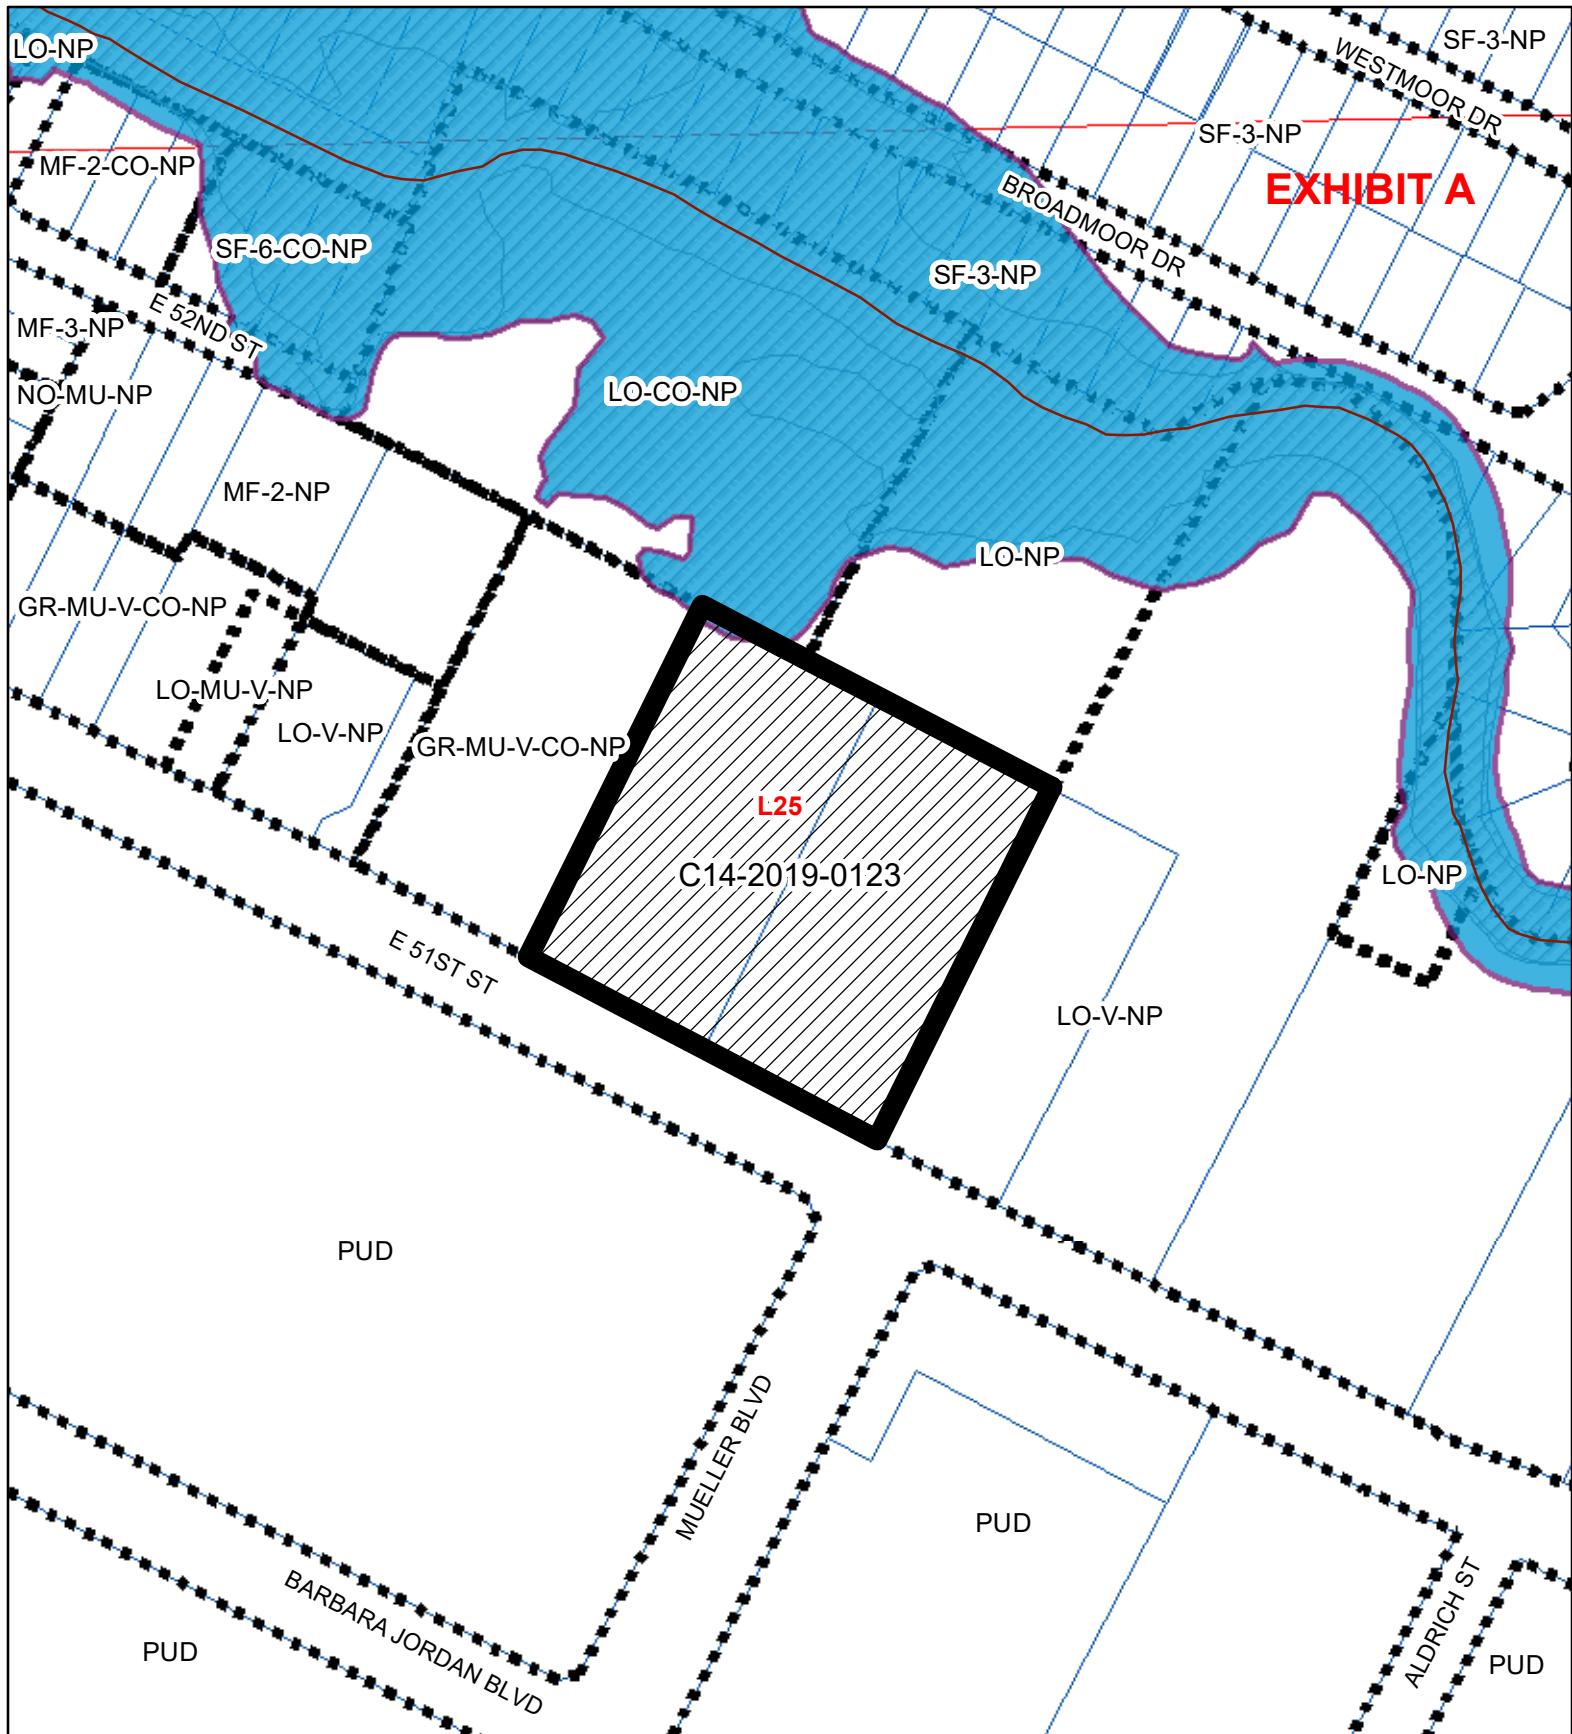 LO-NP
SF-3-NP
WESTMOOR DR
SF-3-NP
MF-2-CO-NP
EXHIBIT A
BROADMOOR DR
SF-6-CO-NP
SF-3-NP
E 52ND ST
MF-3-NP
NO-MU-NP
LO-CO-NP
MF-2-NP
LO-NP
GR-MU-V-CO-NP
LO-MU-V-NP
LO-V-NP
GR-MU-V-CO-NP
L25
C14-2019-0123
LO-NP
E 51ST ST
LO-V-NP
PUD
MUELLER BLVD
PUD
BARBARA JORDAN BLVD
ALDRICH ST
PUD
PUD